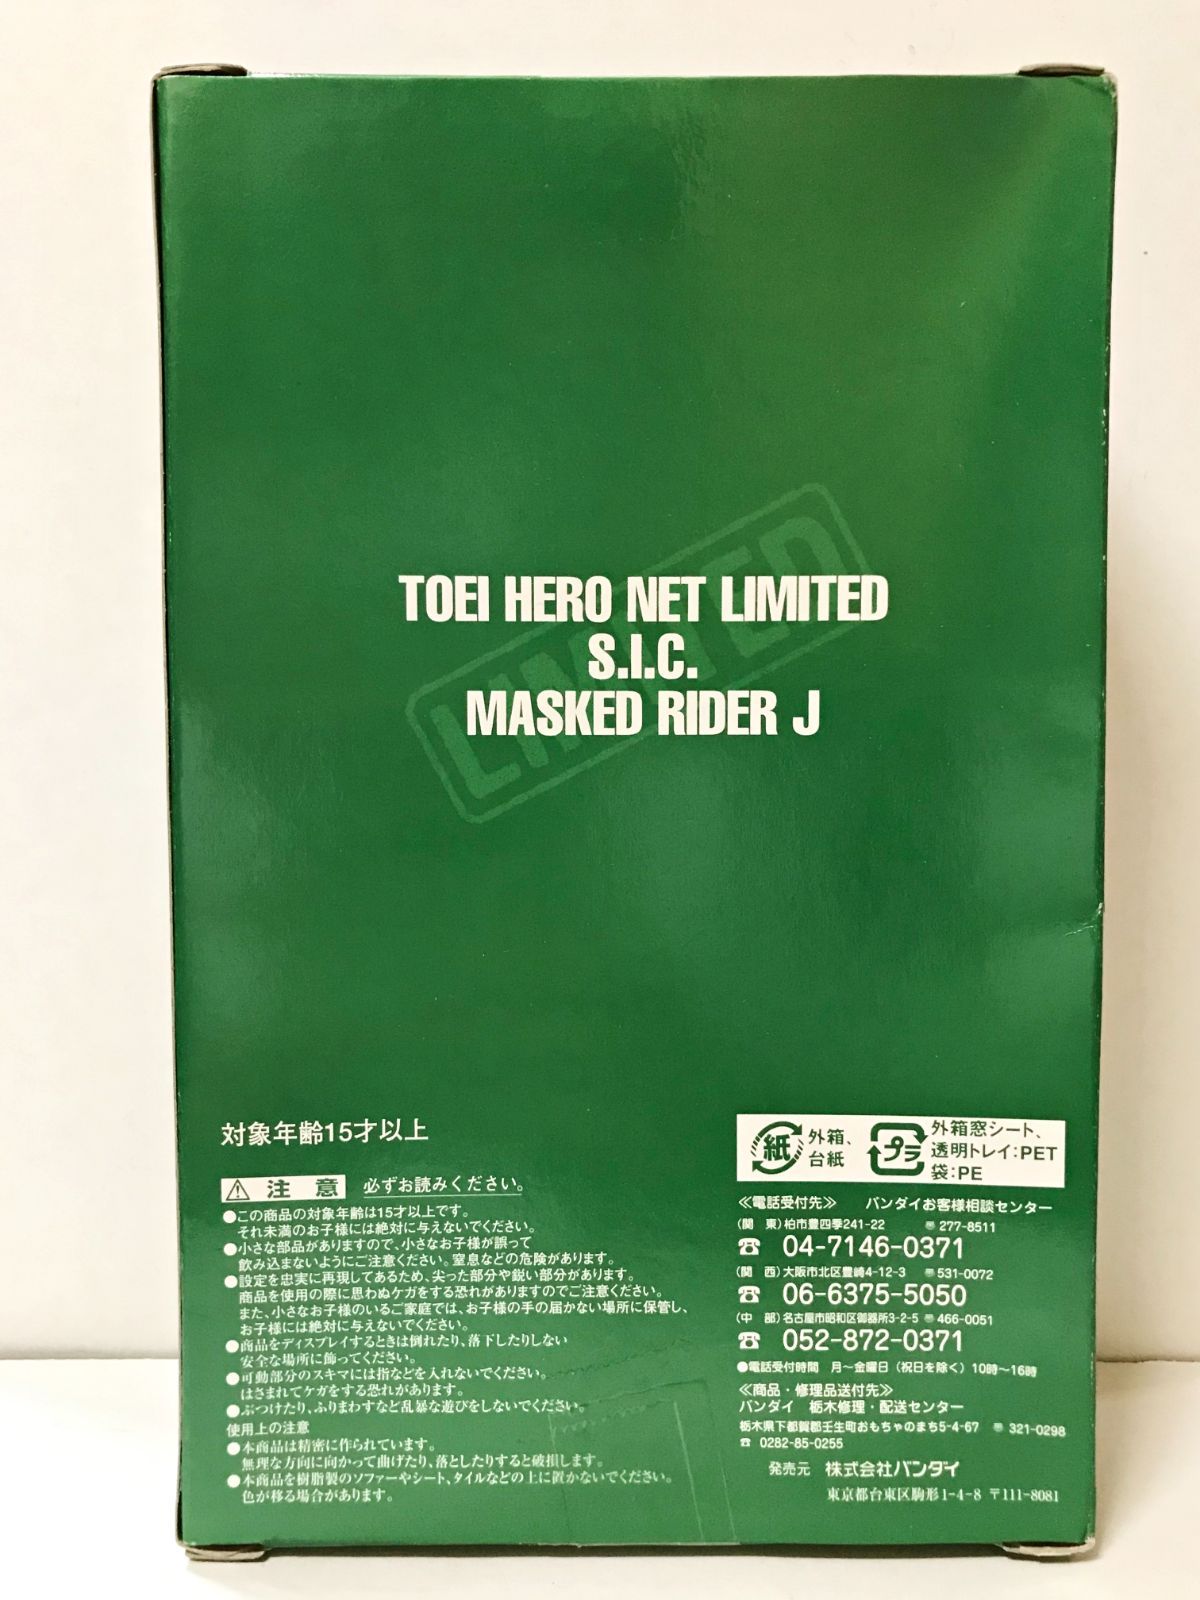 LIMITED
TOEI HERO NET LIMITED
S.I.C.
MASKED RIDER J
対象年齢15才以上
注 意 必ずお読みください。
●この商品の対象年齢は15才以上です。
それ未満のお子様には絶対に与えないでください。
●小さな部品がありますので、小さなお子様が誤って
飲み込まないようにご注意ください。窒息などの危険があります。
●設定を忠実に再現してあるため、尖った部分や鋭い部分があります。
商品を使用の際に思わぬケガをする恐れがありますのでご注意ください。
また、小さなお子様のいるご家庭では、お子様の手の届かない場所に保管し、
お子様には絶対に与えないでください。
●商品をディスプレイするときは倒れたり、落下したりしない
安全な場所に飾ってください。
●可動部分のスキマには指などを入れないでください。
はさまれてケガをする恐れがあります。
●ぶつけたり、ふりまわすなど乱暴な遊びをしないでください。
使用上の注意
●本商品は精密に作られています。
無理な方向に向かって曲げたり、落としたりすると破損します。
●本商品を樹脂製のソファーやシート、タイルなどの上に置かないでください。
色が移る場合があります。
紙 外箱、
台紙
プラ 外箱窓シート、
透明トレイ:PET
袋:PE
≪電話受付先≫ バンダイお客様相談センター
(関 東)柏市豊四季241-22 〠277-8511
☎ 04-7146-0371
(関 西)大阪市北区豊崎4-12-3 〠531-0072
☎ 06-6375-5050
(中 部)名古屋市昭和区御器所3-2-5 〠466-0051
☎ 052-872-0371
●電話受付時間 月〜金曜日(祝日を除く)10時〜16時
≪商品・修理品送付先≫
バンダイ 栃木修理・配送センター
栃木県下都賀郡壬生町おもちゃのまち5-4-67 〠321-0298
☎ 0282-85-0255
発売元 株式会社バンダイ
東京都台東区駒形1-4-8 〒111-8081